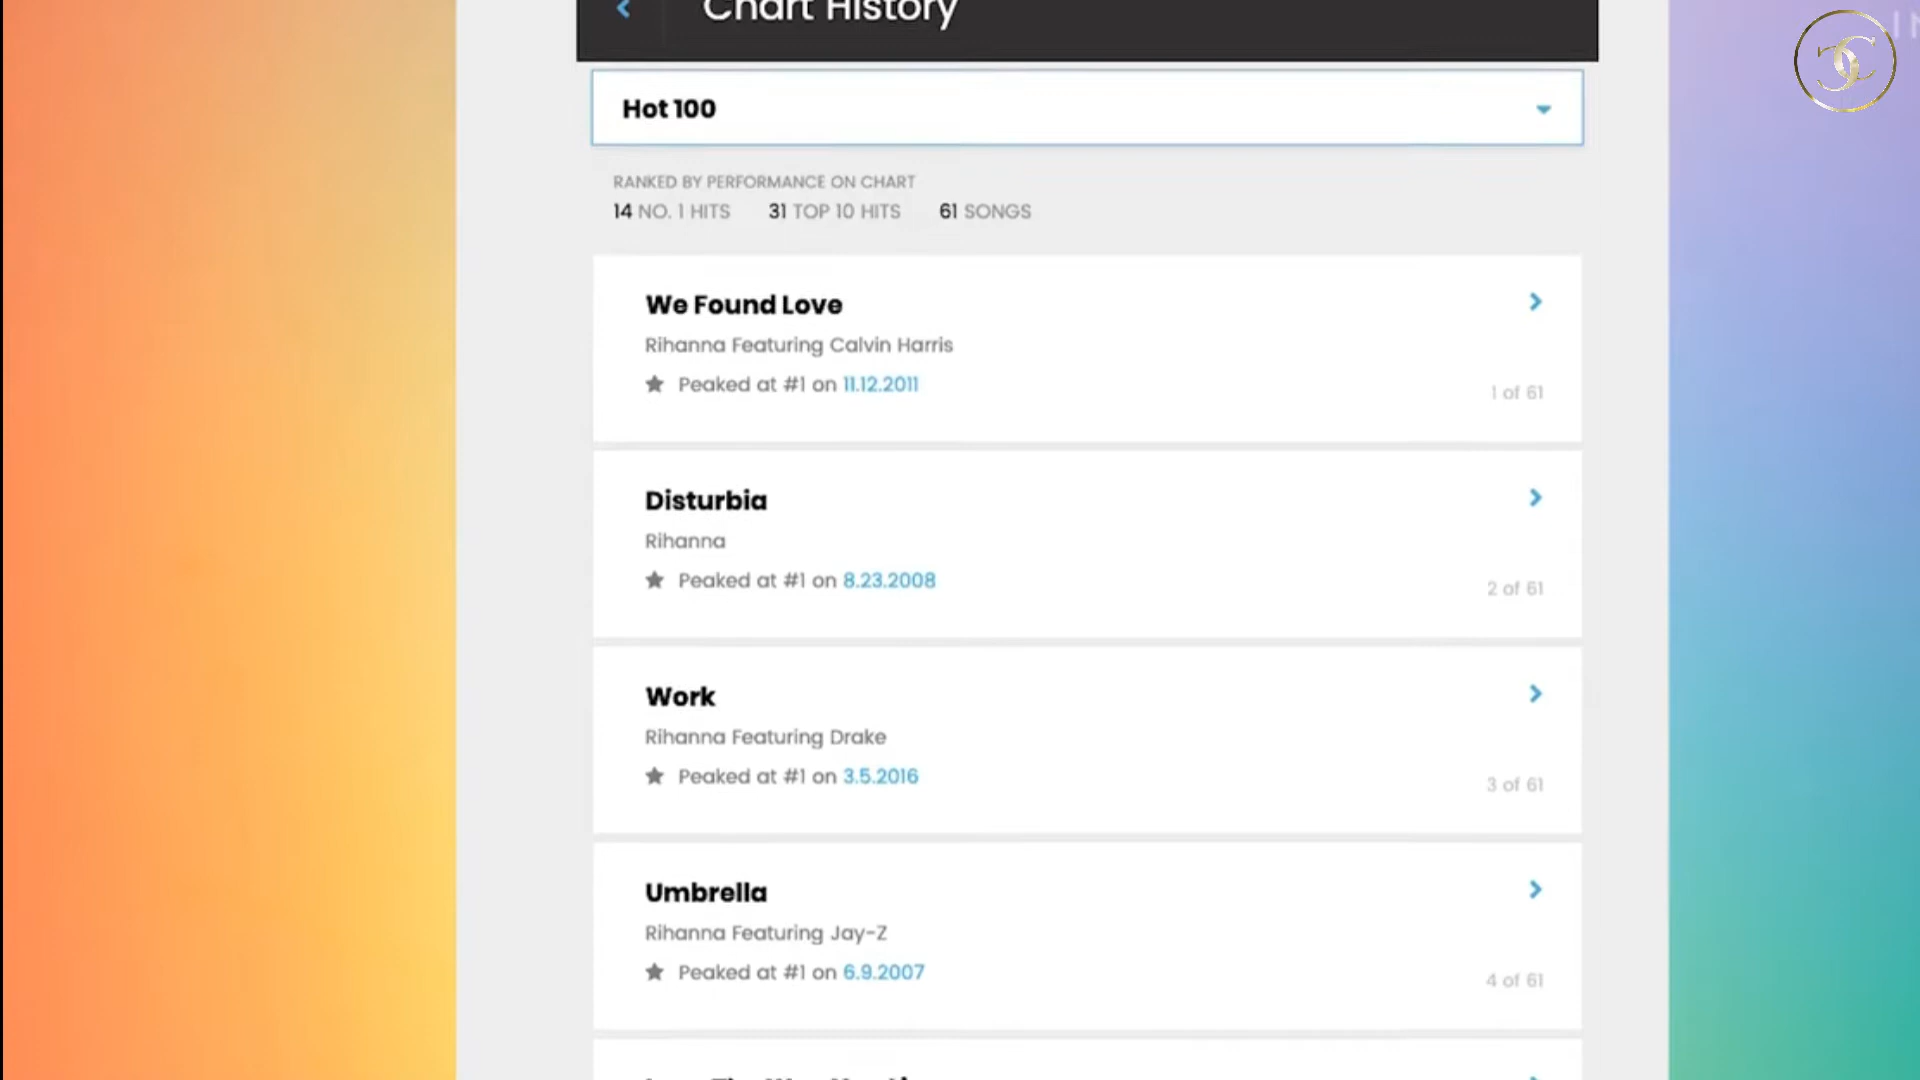 Chart History
Hot 100
RANKED BY PERFORMANCE ON CHART
14 NO. 1 HITS 31 TOP 10 HITS 61 SONGS
We Found Love
Rihanna Featuring Calvin Harris
Peaked at #1 on 11.12.2011
1 of 61
Disturbia
Rihanna
Peaked at #1 on 8.23.2008
2 of 61
Work
Rihanna Featuring Drake
Peaked at #1 on 3.5.2016
3 of 61
Umbrella
Rihanna Featuring Jay-Z
Peaked at #1 on 6.9.2007
4 of 61